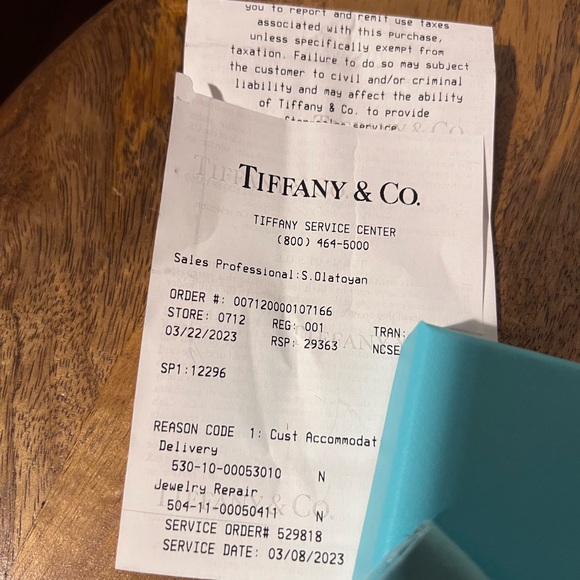 you to report and remit use taxes
associated with this purchase,
unless specifically exempt from
taxation. Failure to do so may subject
the customer to civil and/or criminal
liability and may affect the ability
of Tiffany & Co. to provide
service.
TIFFANY & CO.
TIFFANY SERVICE CENTER
(800) 464-5000
Sales Professional:S.Olatoyan
ORDER #: 007120000107166
STORE: 0712 REG: 001 TRAN:
03/22/2023 RSP: 29363 NCSE
SP1:12296
REASON CODE 1: Cust Accommodat
Delivery
530-10-00053010 N
Jewelry Repair
504-11-00050411 N
SERVICE ORDER# 529818
SERVICE DATE: 03/08/2023